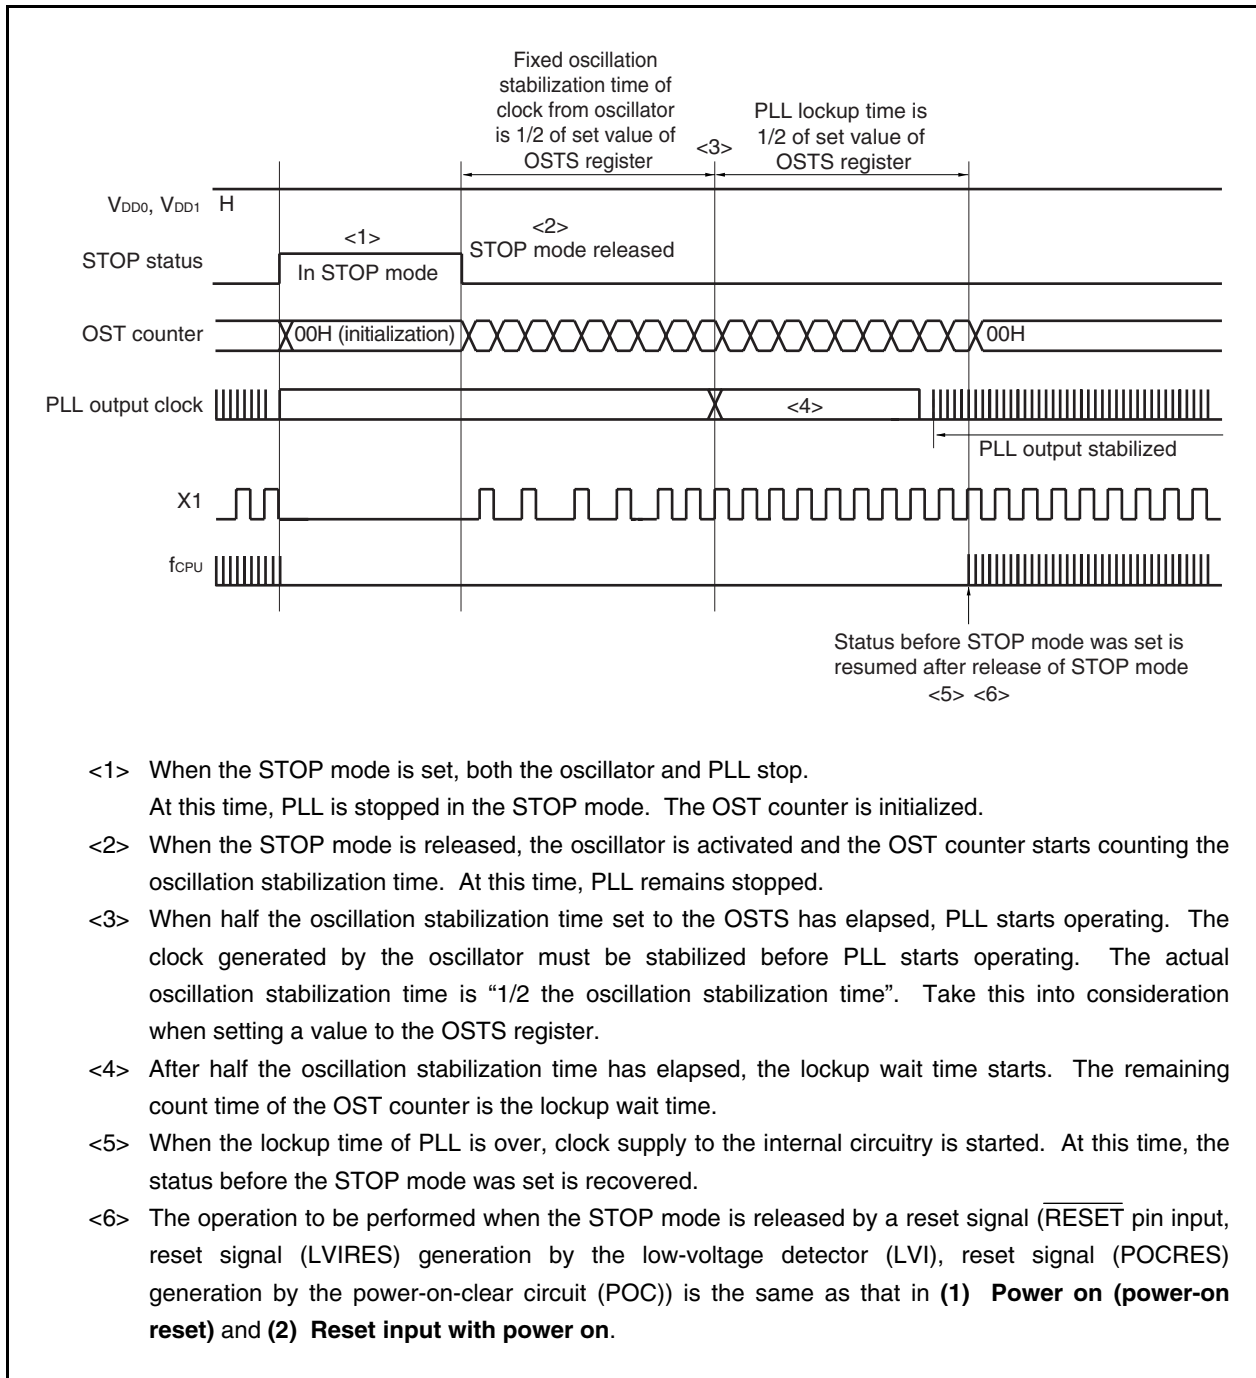 Fixed oscillation
stabilization time of
clock from oscillator
is 1/2 of set value of
OSTS register
<3>
PLL lockup time is
1/2 of set value of
OSTS register
VDD0, VDD1 H
STOP status
<1>
In STOP mode
<2>
STOP mode released
OST counter
00H (initialization)
00H
PLL output clock
<4>
PLL output stabilized
X1
fCPU
Status before STOP mode was set is
resumed after release of STOP mode
<5> <6>
<1> When the STOP mode is set, both the oscillator and PLL stop.
At this time, PLL is stopped in the STOP mode. The OST counter is initialized.
<2> When the STOP mode is released, the oscillator is activated and the OST counter starts counting the
oscillation stabilization time. At this time, PLL remains stopped.
<3> When half the oscillation stabilization time set to the OSTS has elapsed, PLL starts operating. The
clock generated by the oscillator must be stabilized before PLL starts operating. The actual
oscillation stabilization time is “1/2 the oscillation stabilization time”. Take this into consideration
when setting a value to the OSTS register.
<4> After half the oscillation stabilization time has elapsed, the lockup wait time starts. The remaining
count time of the OST counter is the lockup wait time.
<5> When the lockup time of PLL is over, clock supply to the internal circuitry is started. At this time, the
status before the STOP mode was set is recovered.
<6> The operation to be performed when the STOP mode is released by a reset signal (RESET pin input,
reset signal (LVIRES) generation by the low-voltage detector (LVI), reset signal (POCRES)
generation by the power-on-clear circuit (POC)) is the same as that in (1) Power on (power-on
reset) and (2) Reset input with power on.